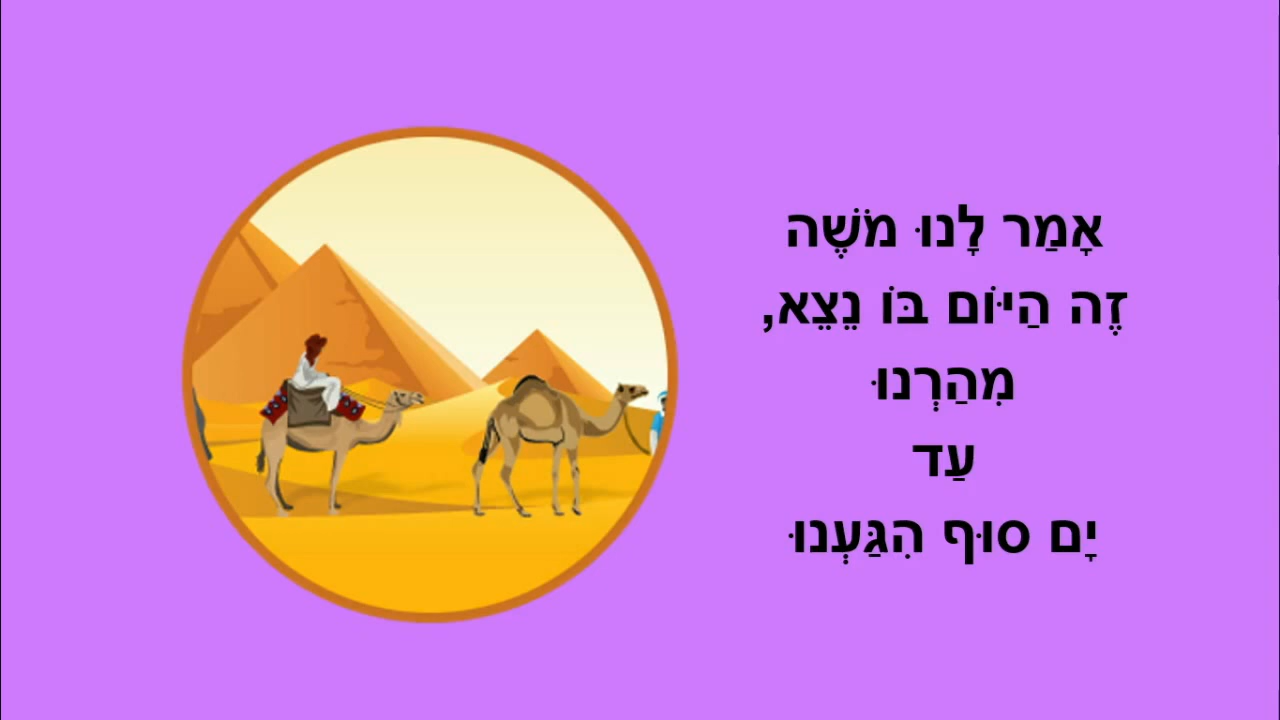 אָמַר לָנוּ מֹשֶׁה
זֶה הַיּוֹם בּוֹ נֵצֵא,
מִהַרְנוּ
עַד
יָם סוּף הִגַּעְנוּ